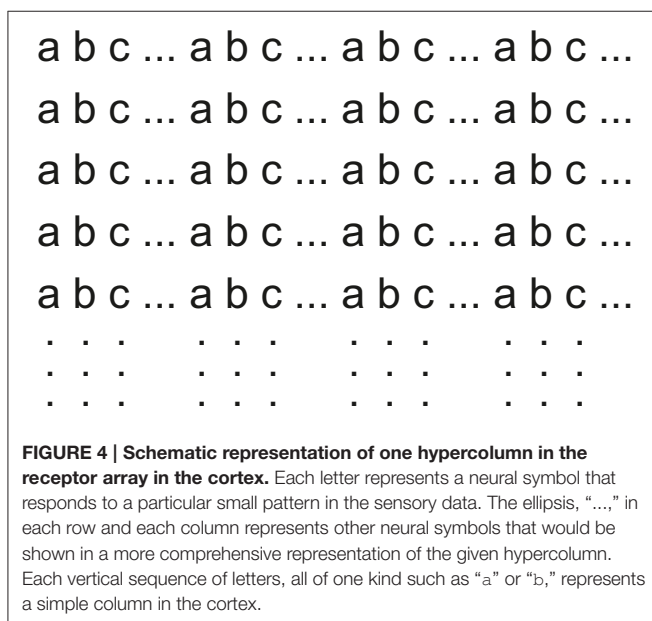 a b c ... a b c ... a b c ... a b c ...
a b c ... a b c ... a b c ... a b c ...
a b c ... a b c ... a b c ... a b c ...
a b c ... a b c ... a b c ... a b c ...
a b c ... a b c ... a b c ... a b c ...
. . . . . . . . . . . .
. . . . . . . . . . . .
. . . . . . . . . . . .
FIGURE 4 | Schematic representation of one hypercolumn in the
receptor array in the cortex. Each letter represents a neural symbol that
responds to a particular small pattern in the sensory data. The ellipsis, “...,” in
each row and each column represents other neural symbols that would be
shown in a more comprehensive representation of the given hypercolumn.
Each vertical sequence of letters, all of one kind such as “a” or “b,” represents
a simple column in the cortex.